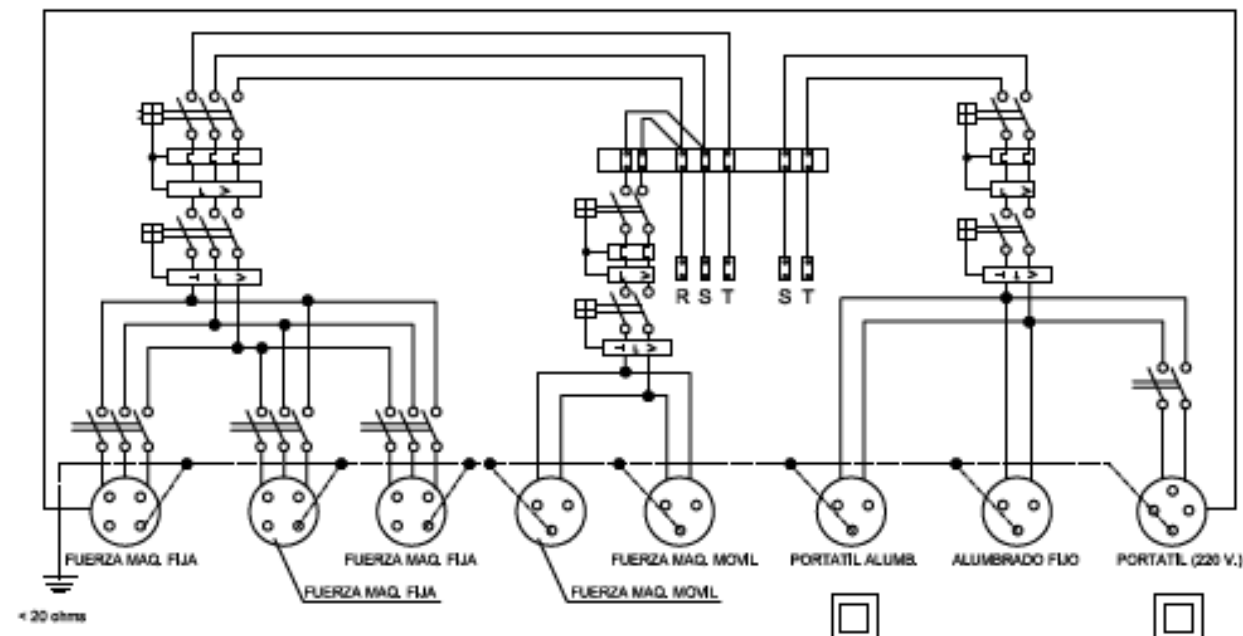 R S T S T
FUERZA MAQ. FIJA
FUERZA MAQ. FIJA
FUERZA MAQ. MOVIL
PORTATIL ALUMB.
ALUMBRADO FIJO
PORTATIL (220 V.)
FUERZA MAQ. FIJA
FUERZA MAQ. MOVIL
< 20 ohms